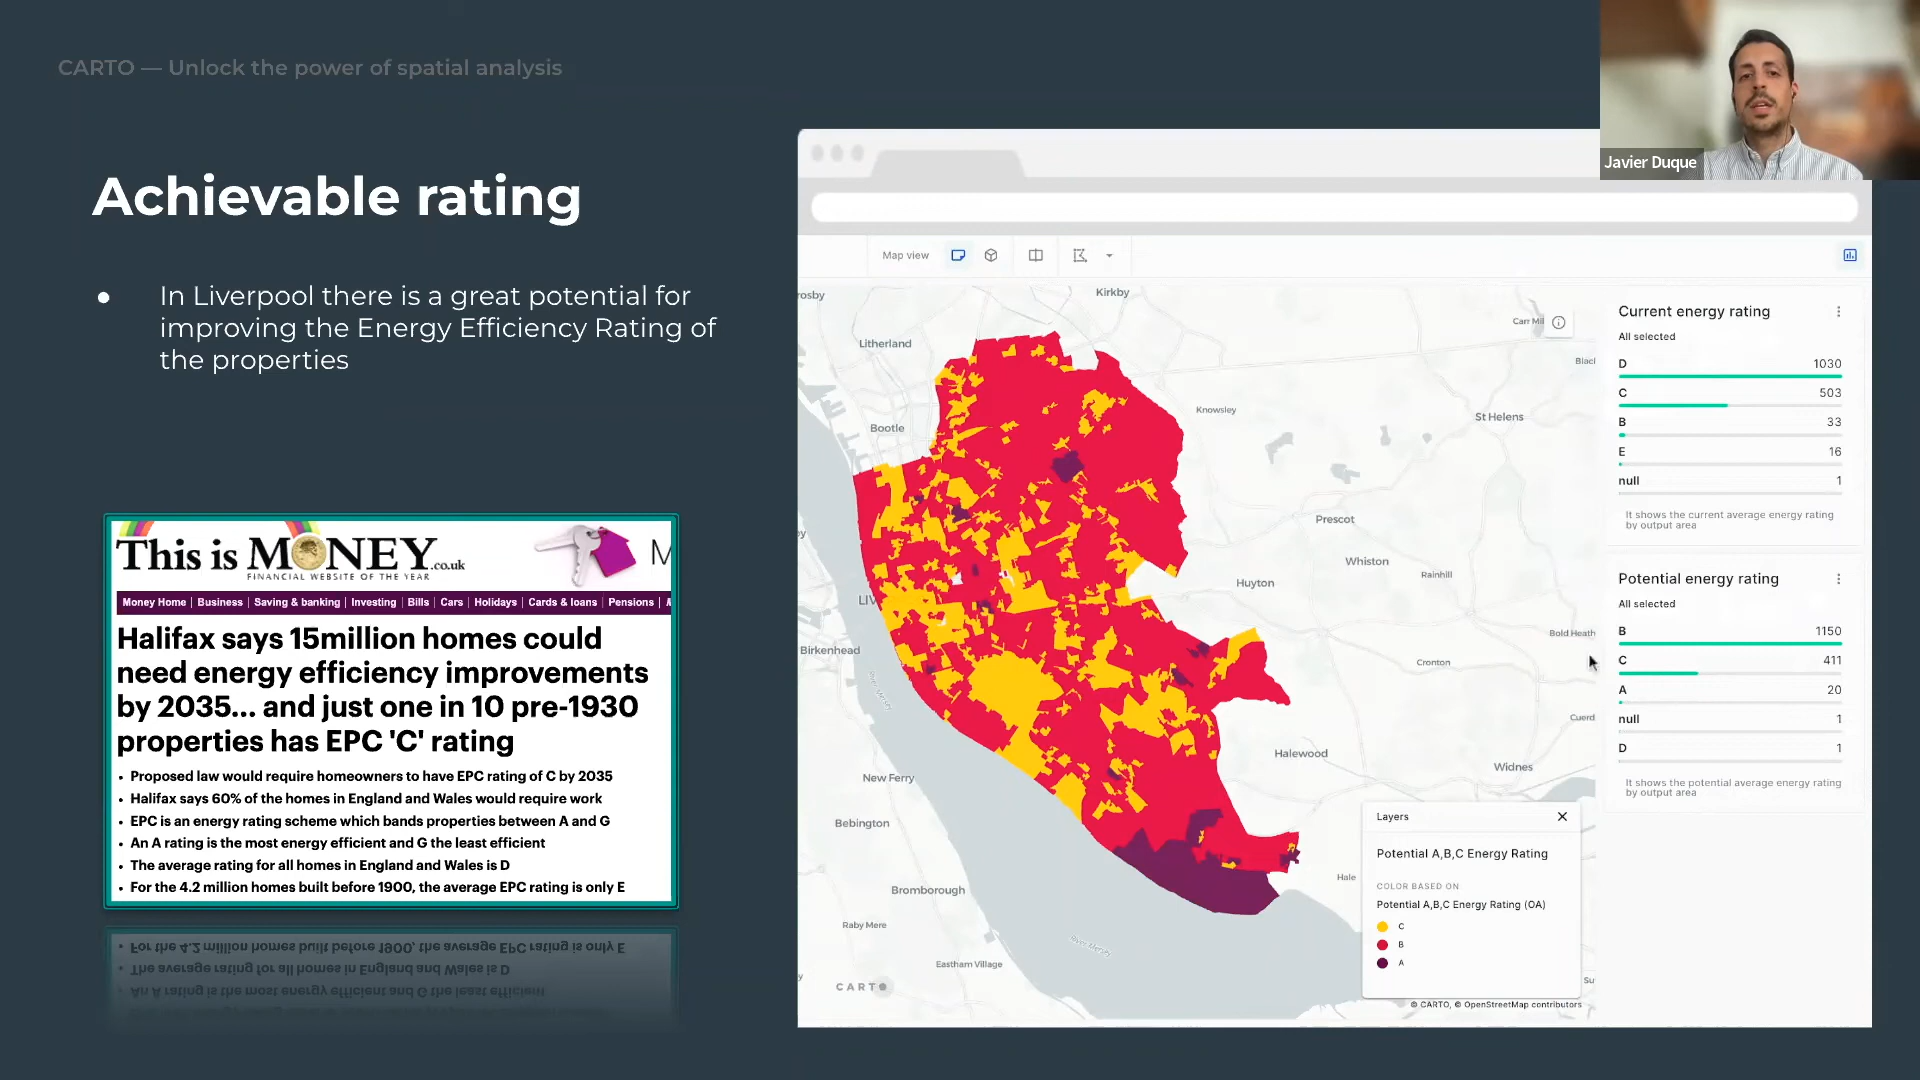 CARTO — Unlock the power of spatial analysis
Javier Duque
Achievable rating
● In Liverpool there is a great potential for
improving the Energy Efficiency Rating of
the properties
This is MONEY.co.uk
FINANCIAL WEBSITE OF THE YEAR
M
Money Home | Business | Saving & banking | Investing | Bills | Cars | Holidays | Cards & loans | Pensions |
Halifax says 15million homes could
need energy efficiency improvements
by 2035... and just one in 10 pre-1930
properties has EPC 'C' rating
• Proposed law would require homeowners to have EPC rating of C by 2035
• Halifax says 60% of the homes in England and Wales would require work
• EPC is an energy rating scheme which bands properties between A and G
• An A rating is the most energy efficient and G the least efficient
• The average rating for all homes in England and Wales is D
• For the 4.2 million homes built before 1900, the average EPC rating is only E
Map view
rosby
Kirkby
Carr Mil
Litherland
Blacl
Knowsley
St Helens
Bootle
Prescot
Whiston
Rainhill
Huyton
LIV
Bold Heath
Birkenhead
Cronton
River Mersey
Cuerd
Halewood
Widnes
New Ferry
Bebington
Hale
Bromborough
Raby Mere
River Mersey
Eastham Village
Su
CARTO
Current energy rating
All selected
D 1030
C 503
B 33
E 16
null 1
It shows the current average energy rating
by output area
Potential energy rating
All selected
B 1150
C 411
A 20
null 1
D 1
It shows the potential average energy rating
by output area
Layers
Potential A,B,C Energy Rating
COLOR BASED ON
Potential A,B,C Energy Rating (OA)
C
B
A
© CARTO, © OpenStreetMap contributors